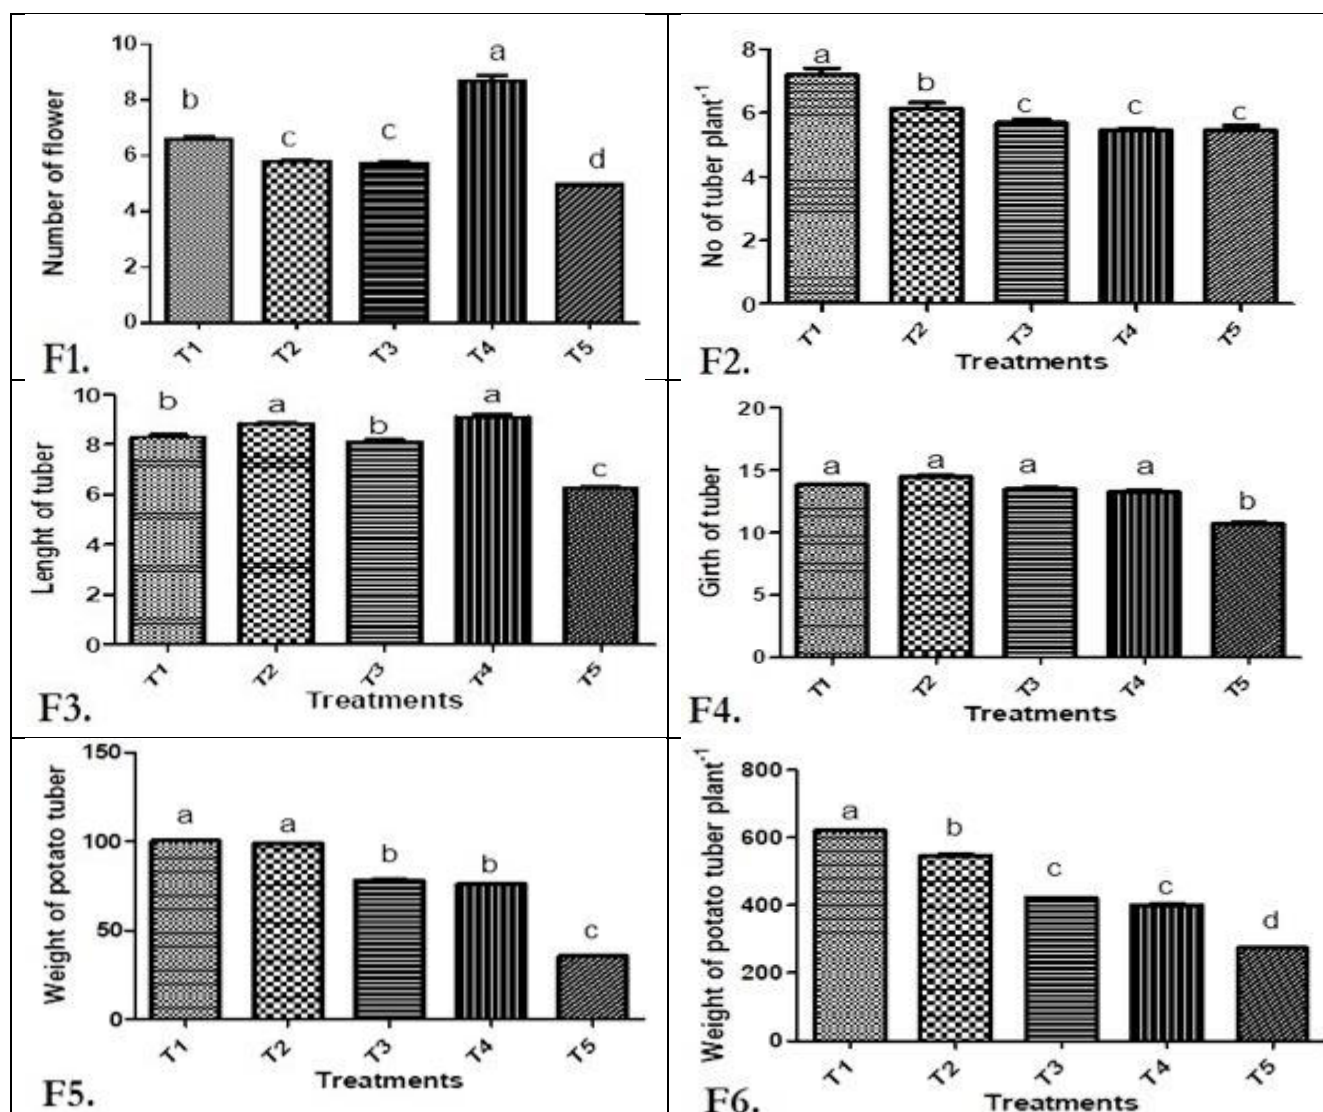 Number of flower
10
8
6
4
2
0
b
c
c
a
d
T1
T2
T3
T4
T5
F1.
No of tuber plant-1
8
6
4
2
0
a
b
c
c
c
T1
T2
T3
T4
T5
Treatments
F2.
Lenght of tuber
10
8
6
4
2
0
b
a
b
a
c
T1
T2
T3
T4
T5
Treatments
F3.
Girth of tuber
20
15
10
5
0
a
a
a
a
b
T1
T2
T3
T4
T5
Treatments
F4.
Weight of potato tuber
150
100
50
0
a
a
b
b
c
T1
T2
T3
T4
T5
Treatments
F5.
Weight of potato tuber plant-1
800
600
400
200
0
a
b
c
c
d
T1
T2
T3
T4
T5
Treatments
F6.